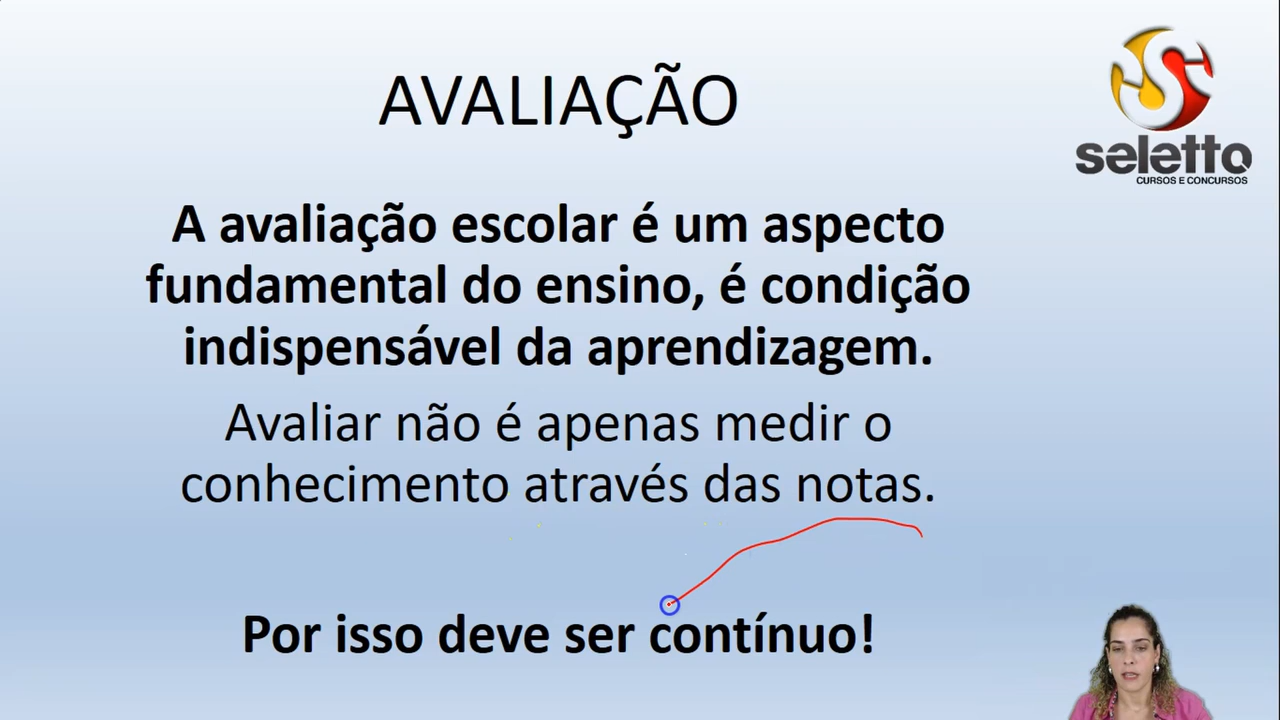 AVALIAÇÃO
seletto
CURSOS E CONCURSOS
A avaliação escolar é um aspecto
fundamental do ensino, é condição
indispensável da aprendizagem.
Avaliar não é apenas medir o
conhecimento através das notas.
Por isso deve ser contínuo!